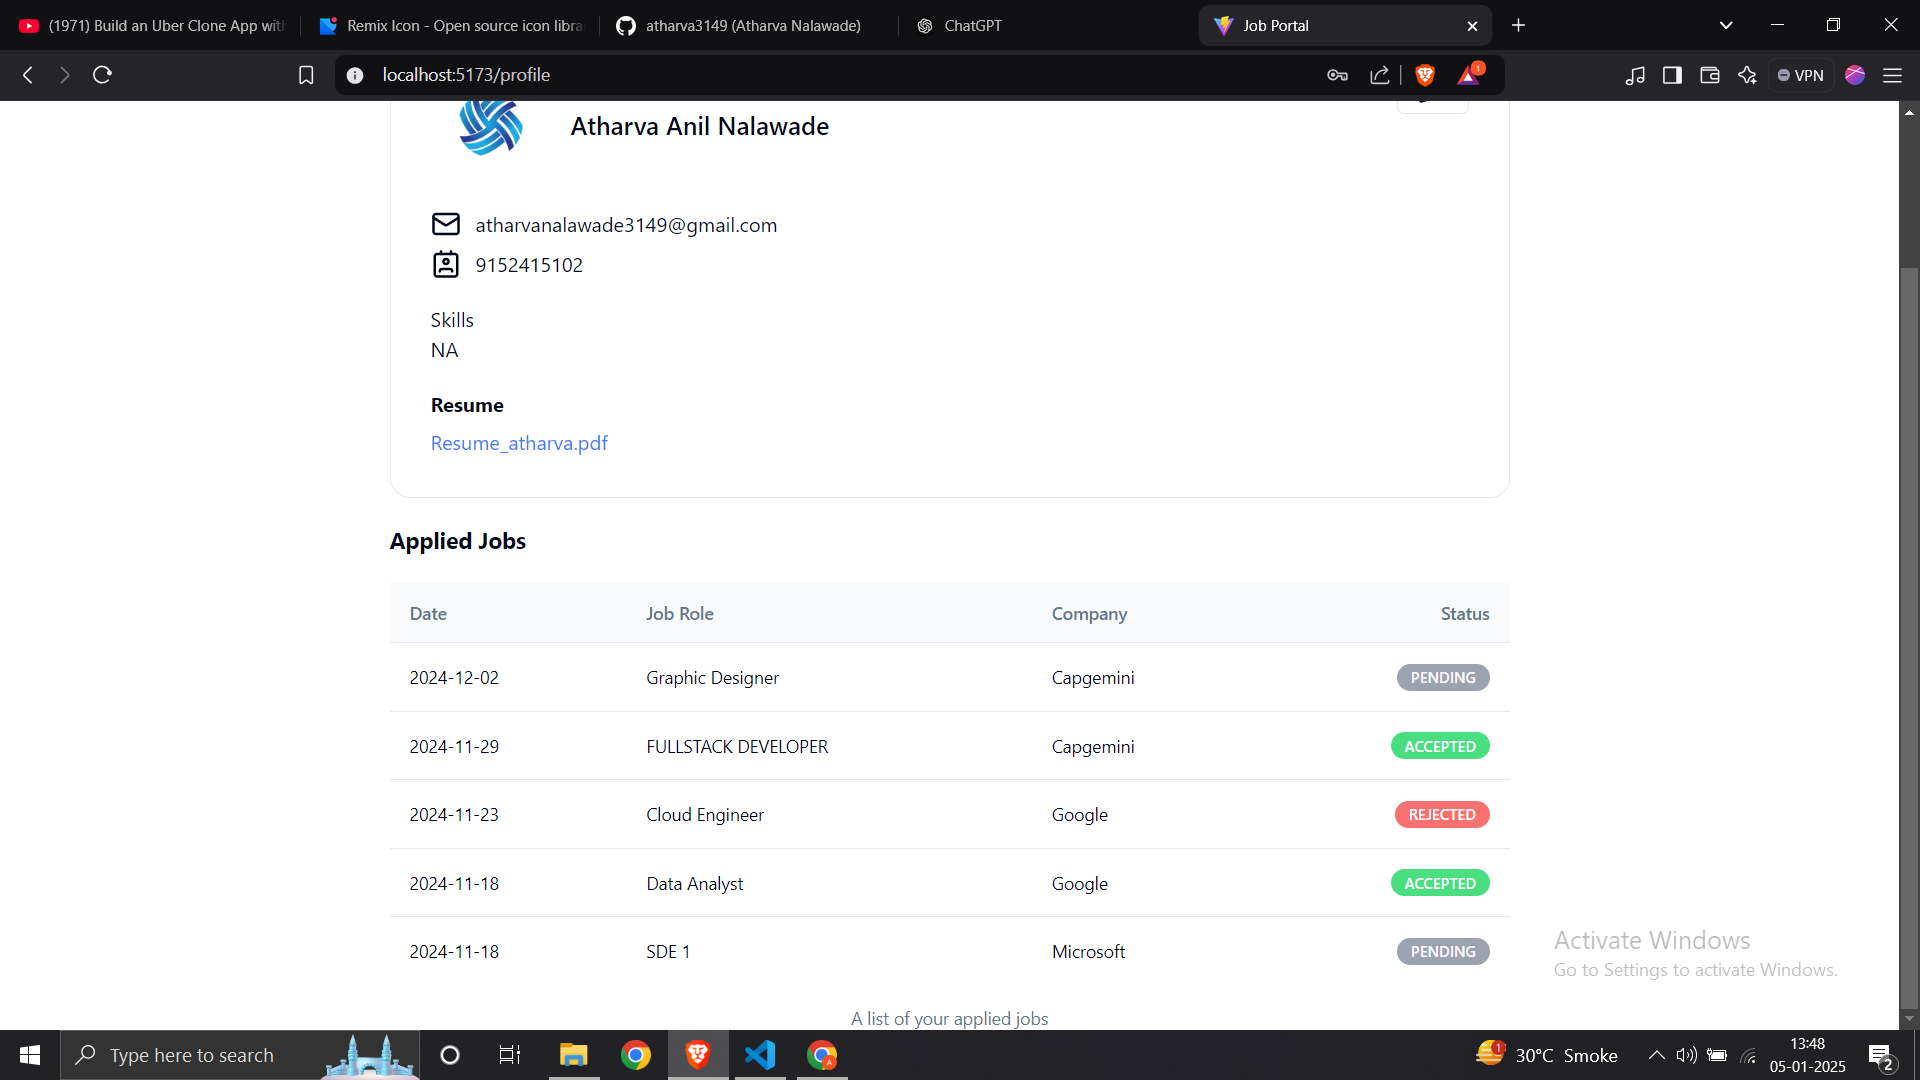 (1971) Build an Uber Clone App with
Remix Icon - Open source icon libra
atharva3149 (Atharva Nalawade)
ChatGPT
Job Portal
localhost:5173/profile
1
VPN
Atharva Anil Nalawade
atharvanalawade3149@gmail.com
9152415102
Skills
NA
Resume
Resume_atharva.pdf
Applied Jobs
Date Job Role Company Status
2024-12-02 Graphic Designer Capgemini PENDING
2024-11-29 FULLSTACK DEVELOPER Capgemini ACCEPTED
2024-11-23 Cloud Engineer Google REJECTED
2024-11-18 Data Analyst Google ACCEPTED
2024-11-18 SDE 1 Microsoft PENDING
A list of your applied jobs
Activate Windows
Go to Settings to activate Windows.
Type here to search
A
1
30°C Smoke
13:48
05-01-2025
2